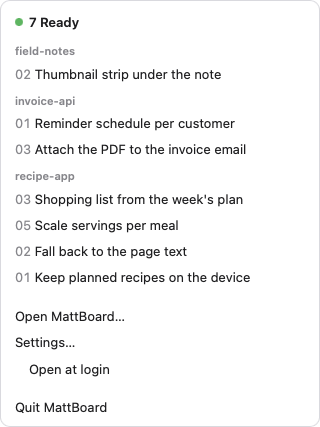 7 Ready
field-notes
02 Thumbnail strip under the note
invoice-api
01 Reminder schedule per customer
03 Attach the PDF to the invoice email
recipe-app
03 Shopping list from the week's plan
05 Scale servings per meal
02 Fall back to the page text
01 Keep planned recipes on the device
Open MattBoard...
Settings...
Open at login
Quit MattBoard